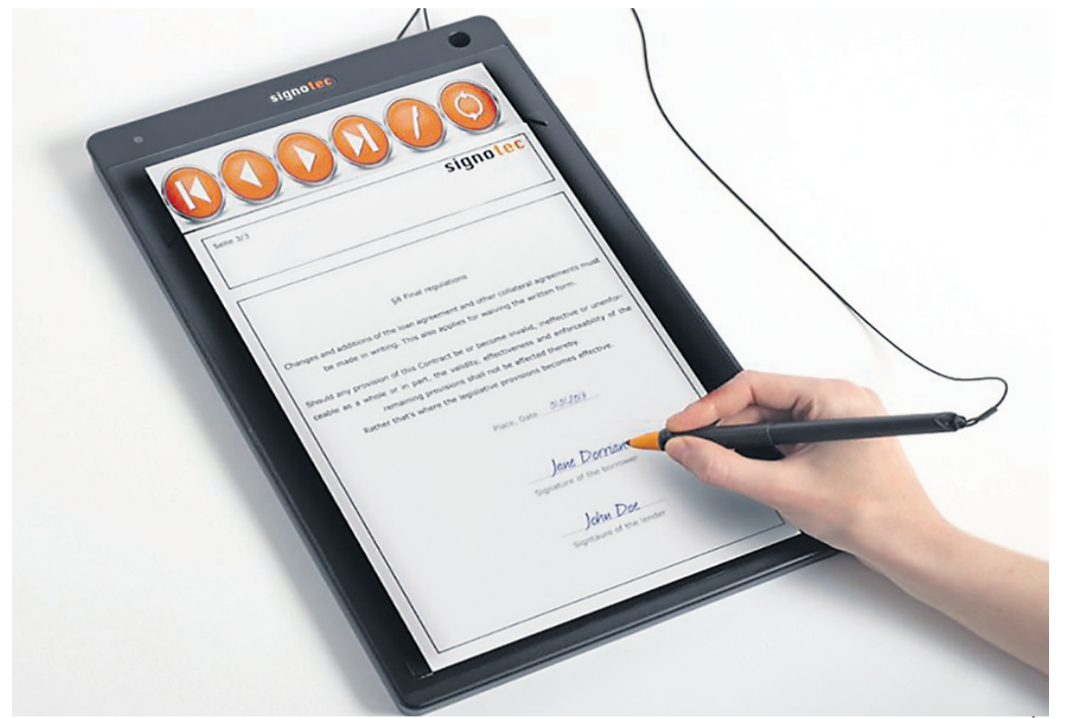 signotec
signotec
Seite 3/3
§8 Final regulations
Changes and additions of the loan agreement and other collateral agreements must
be made in writing. This also applies for waiving the written form.
Should any provision of this Contract be or become invalid, ineffective or unenfor-
ceable as a whole or in part, the validity, effectiveness and enforceability of the
remaining provisions shall not be affected thereby.
Rather that's where the legislative provisions becomes effective.
Place, Date
Jane Dorrian
Signature of the borrower
John Doe
Signtaure of the lender